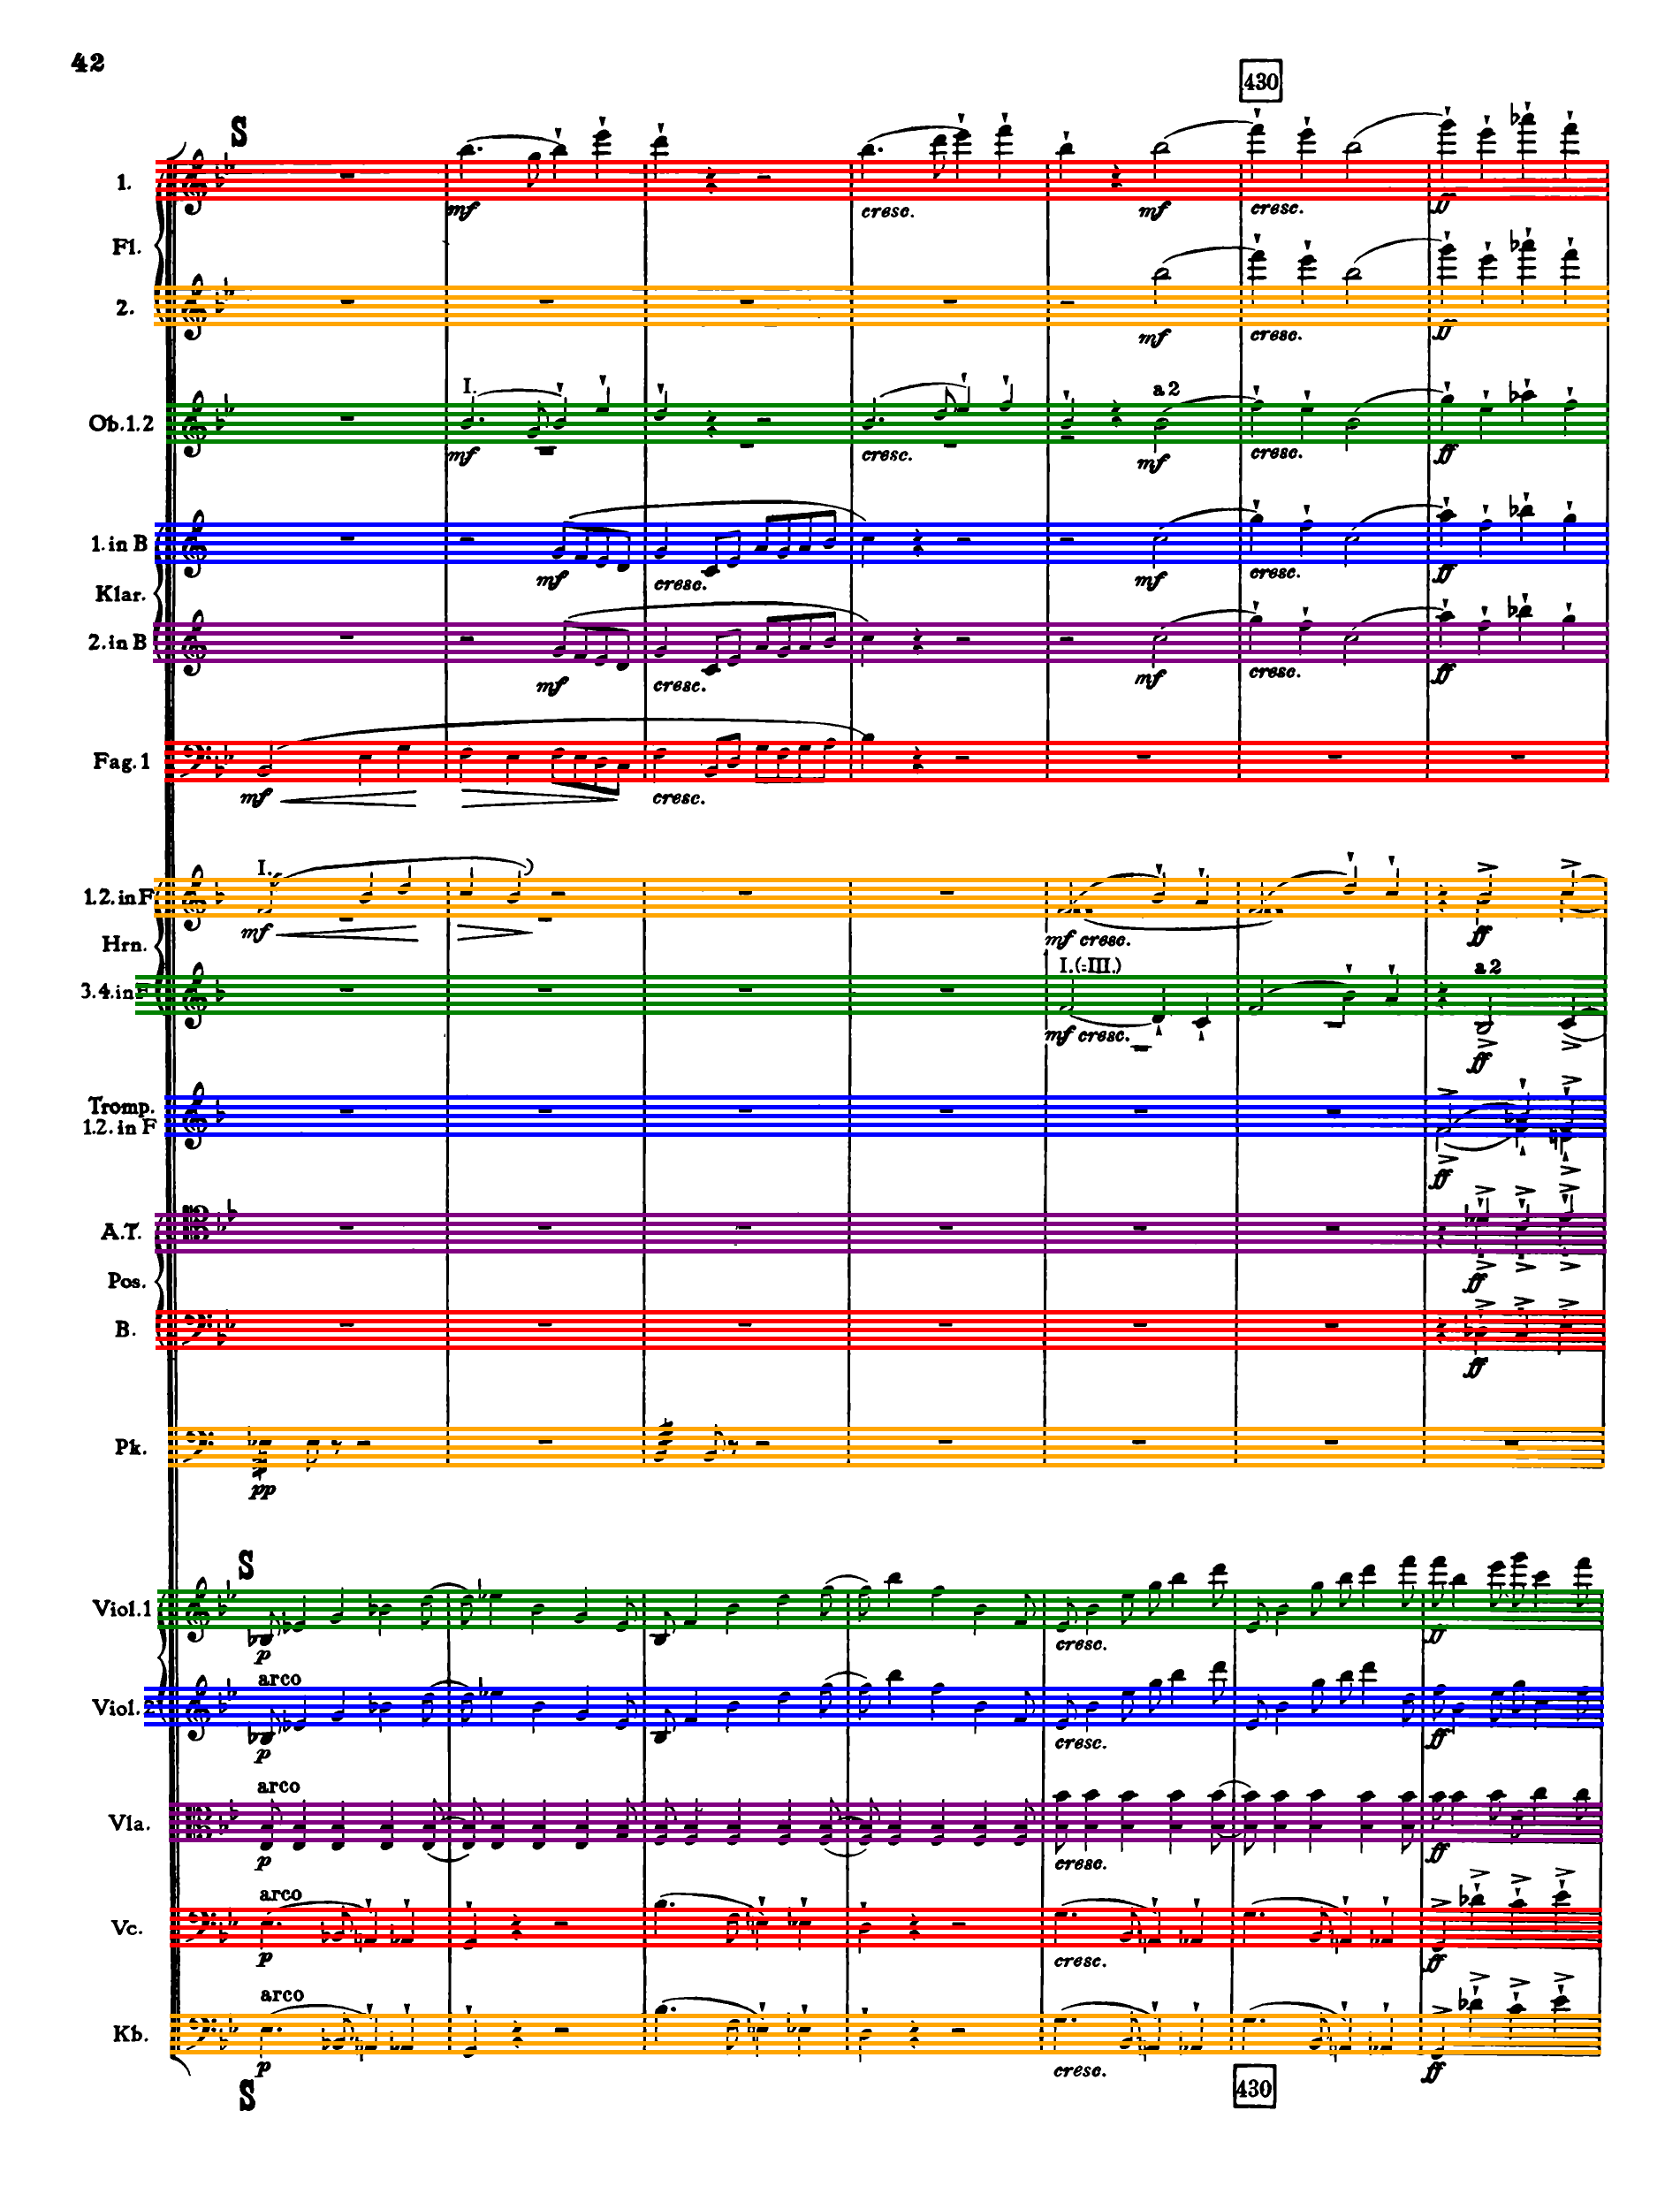 42
430
S
1.
mf
cresc.
mf
cresc.
ff
Fl.
2.
mf
cresc.
ff
I.
a 2
Ob.1.2
mf
cresc.
mf
cresc.
ff
1. in B
mf
cresc.
mf
cresc.
ff
Klar.
2. in B
mf
cresc.
mf
cresc.
ff
Fag. 1
mf
cresc.
I.
1.2. in F
mf
mf cresc.
ff
Hrn.
I.(=III.)
a 2
3.4. in F
mf cresc.
ff
Tromp.
1.2. in F
ff
A.T.
ff
Pos.
B.
ff
Pk.
pp
S
Viol.1
p
cresc.
ff
arco
Viol. 2
p
cresc.
ff
arco
Vla.
p
cresc.
ff
arco
Vc.
p
cresc.
ff
arco
Kb.
p
cresc.
ff
S
430